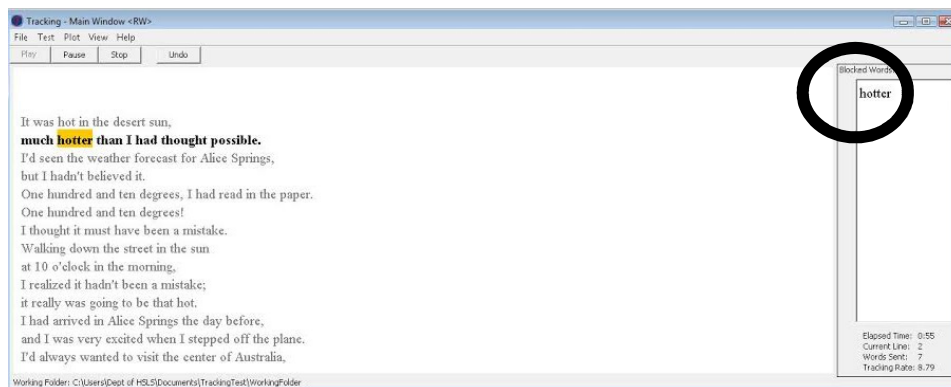 Tracking - Main Window <RW>
File Test Plot View Help
Play Pause Stop Undo
Blocked Words
hotter
It was hot in the desert sun,
much hotter than I had thought possible.
I'd seen the weather forecast for Alice Springs,
but I hadn't believed it.
One hundred and ten degrees, I had read in the paper.
One hundred and ten degrees!
I thought it must have been a mistake.
Walking down the street in the sun
at 10 o'clock in the morning,
I realized it hadn't been a mistake;
it really was going to be that hot.
I had arrived in Alice Springs the day before,
and I was very excited when I stepped off the plane.
I'd always wanted to visit the center of Australia,
Elapsed Time: 0:55
Current Line: 2
Words Sent: 7
Tracking Rate: 8.79
Working Folder: C:\Users\Dept of HSLS\Documents\TrackingTest\WorkingFolder